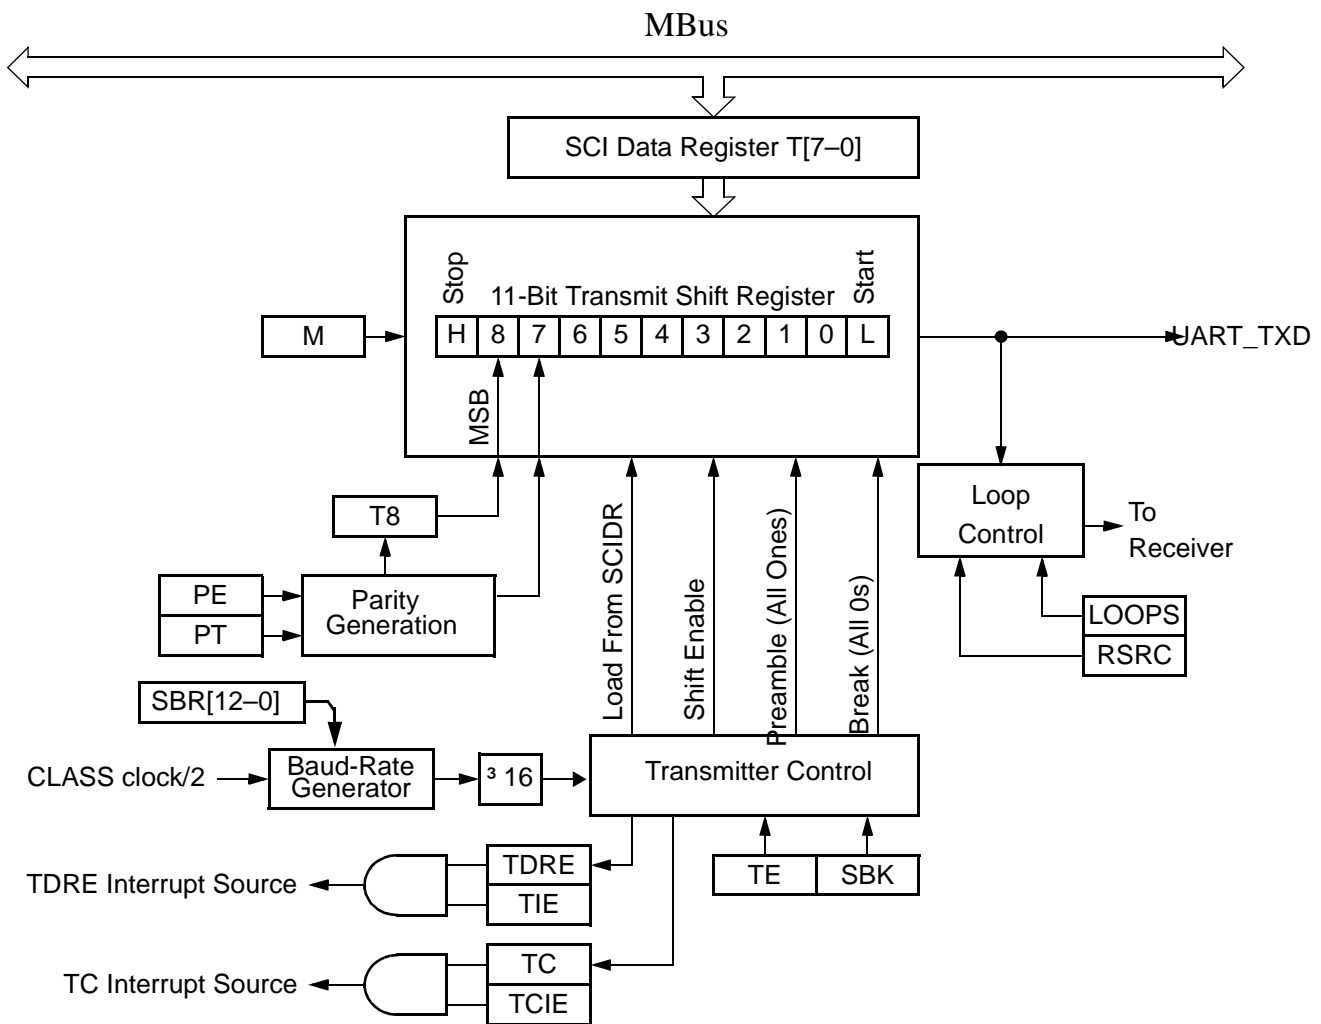 MBus
SCI Data Register T[7–0]
Stop
11-Bit Transmit Shift Register
Start
H 8 7 6 5 4 3 2 1 0 L
M
UART_TXD
MSB
T8
Loop
Control
To
Receiver
PE
PT
Parity
Generation
Load From SCIDR
Shift Enable
Preamble (All Ones)
Break (All 0s)
LOOPS
RSRC
SBR[12–0]
CLASS clock/2
Baud-Rate
Generator
³ 16
Transmitter Control
TDRE Interrupt Source
TDRE
TIE
TE
SBK
TC Interrupt Source
TC
TCIE